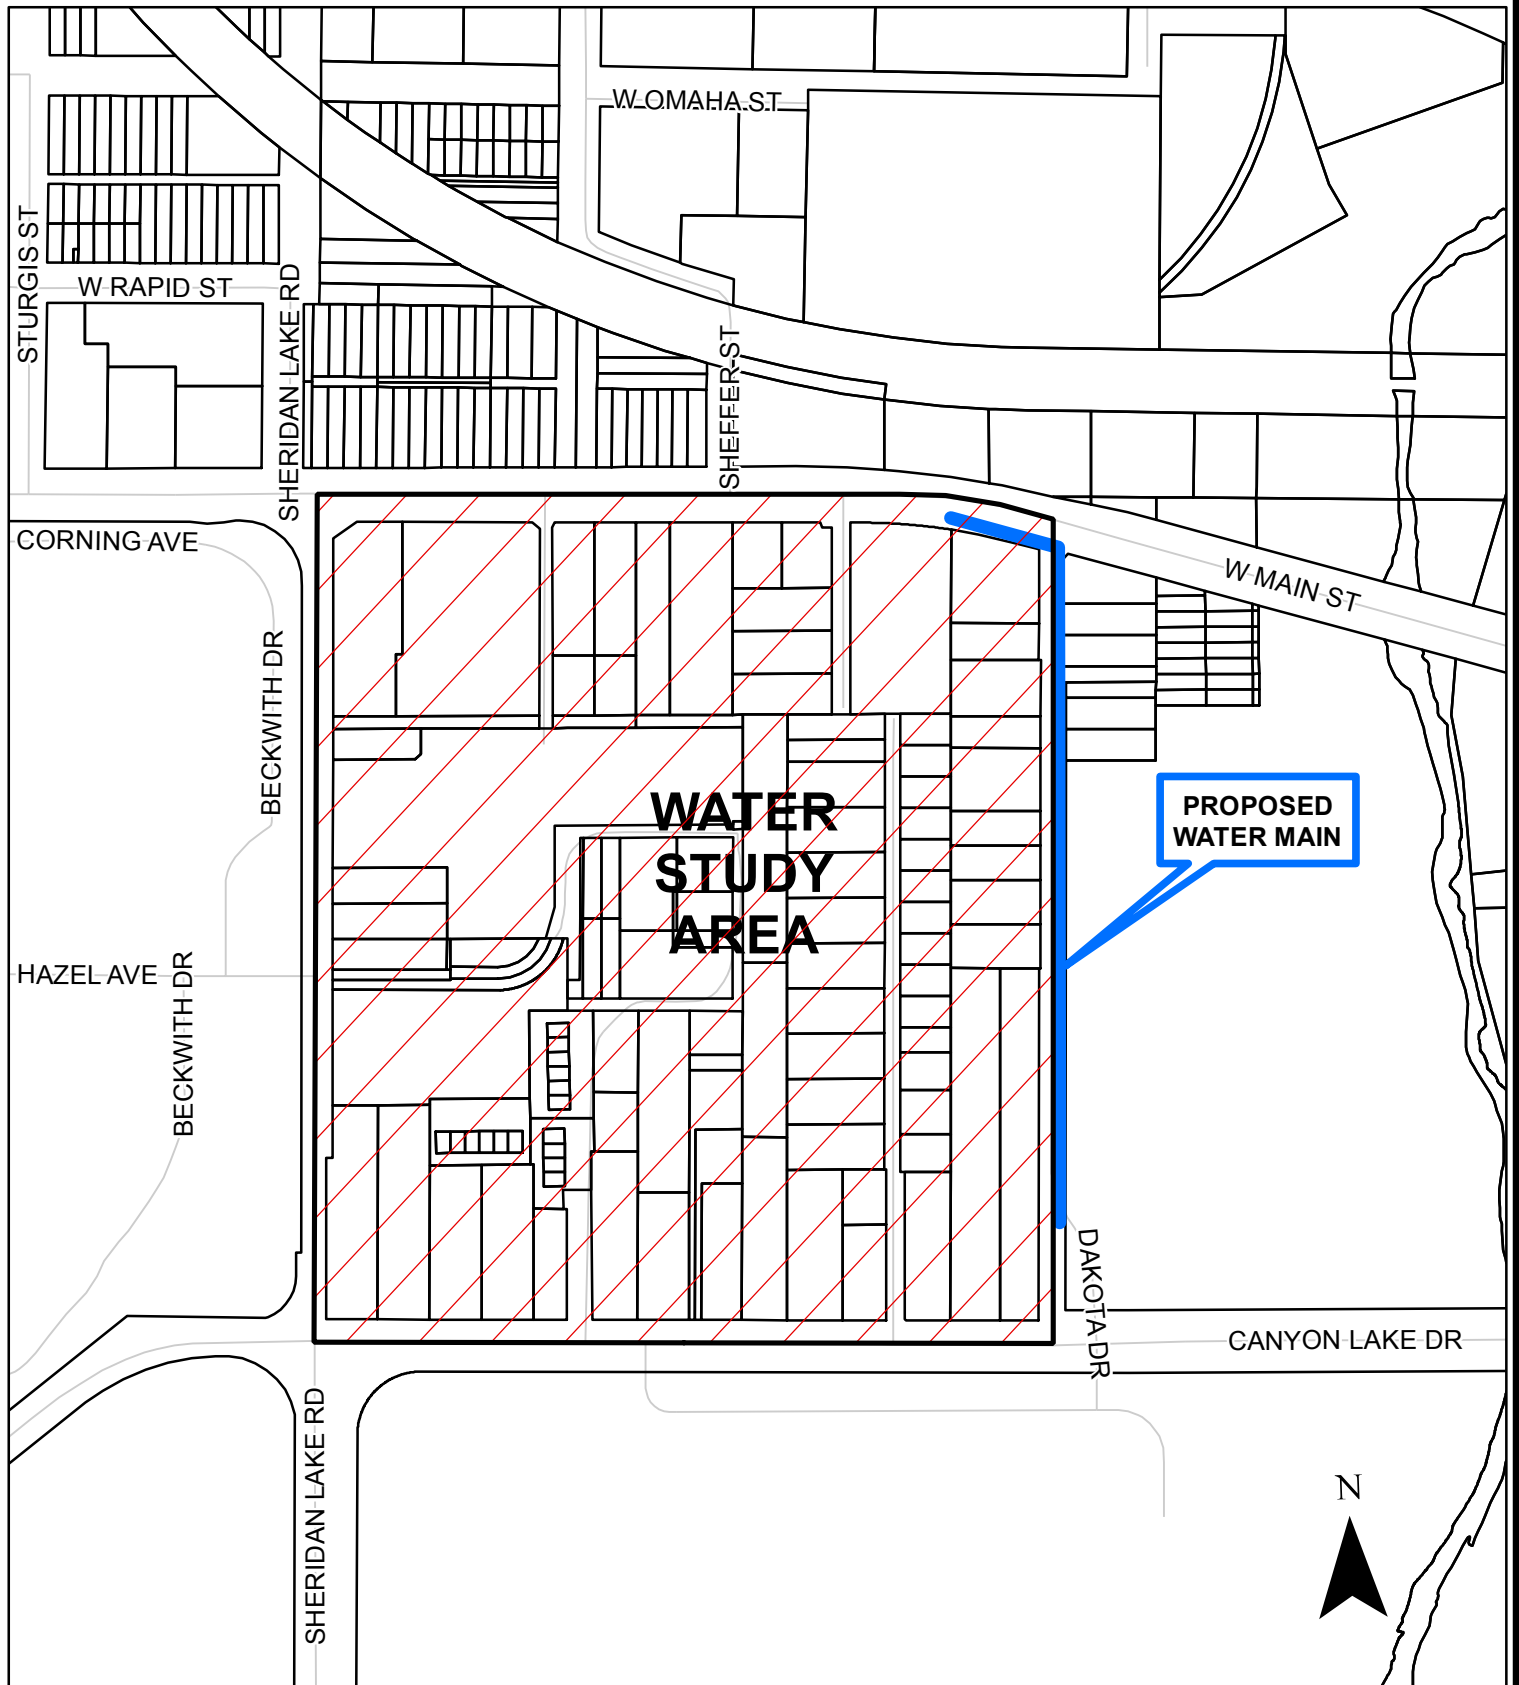 W OMAHA ST
STURGIS ST
W RAPID ST
SHERIDAN LAKE RD
SHEFFER ST
CORNING AVE
W MAIN ST
BECKWITH DR
PROPOSED
WATER MAIN
WATER
STUDY
AREA
HAZEL AVE
BECKWITH DR
DAKOTA DR
CANYON LAKE DR
SHERIDAN LAKE RD
N